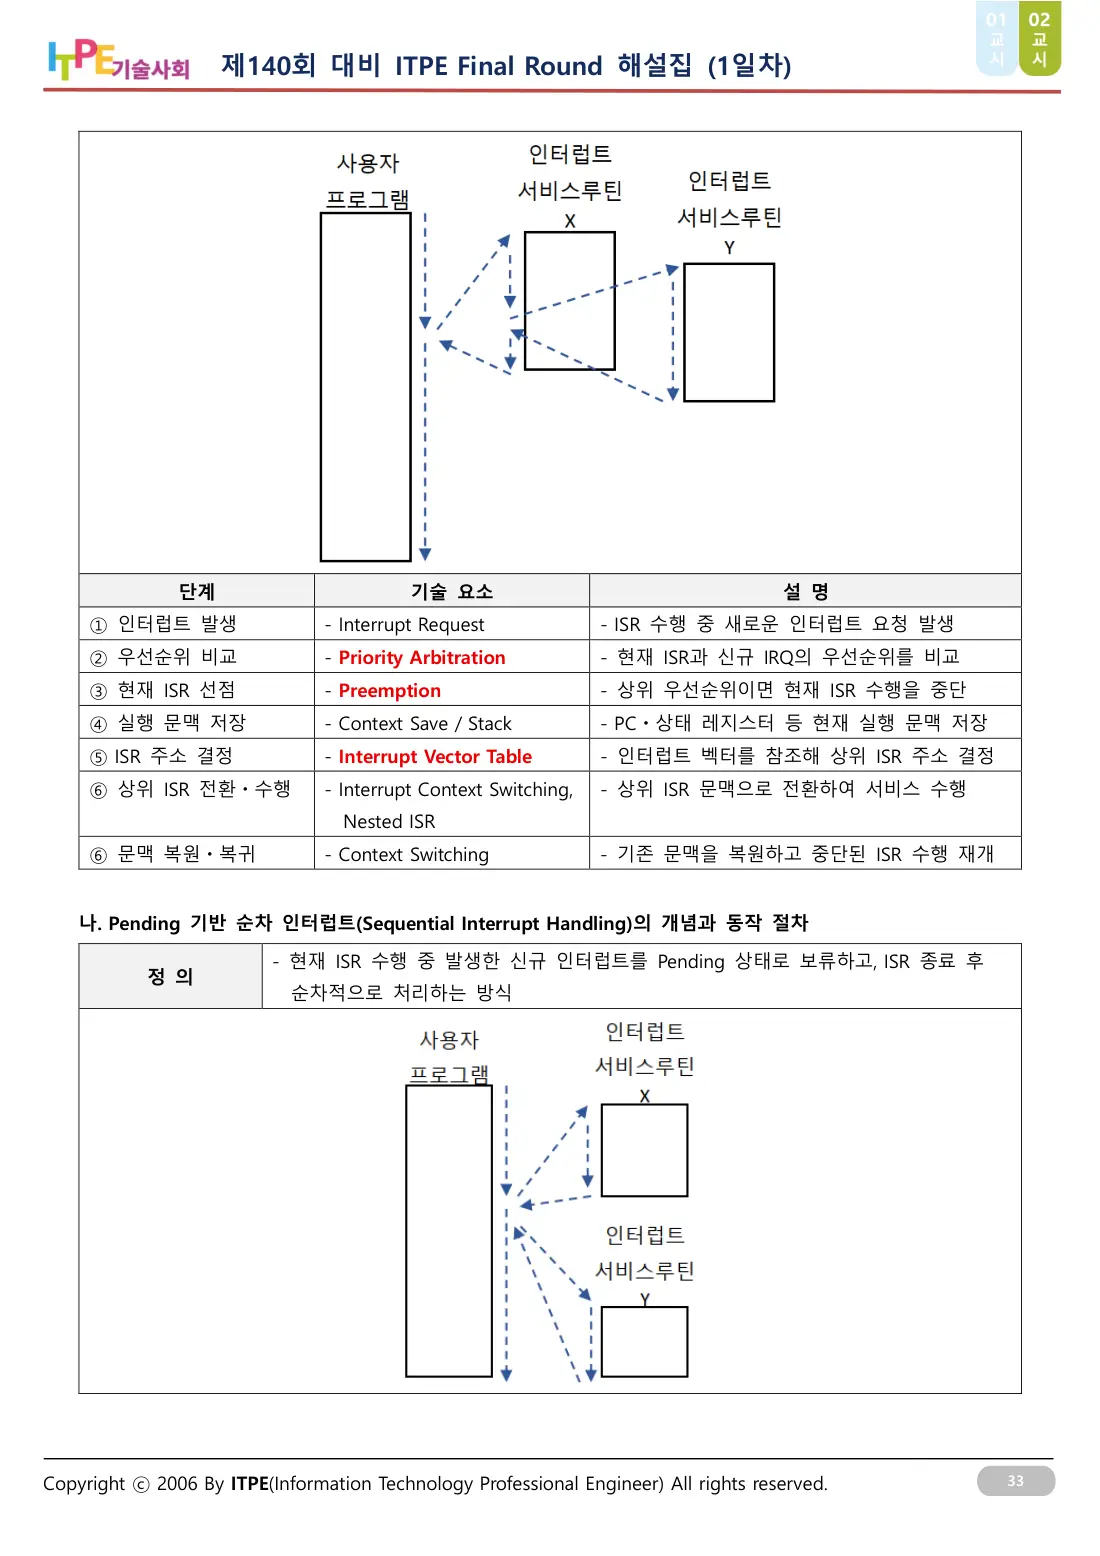 ITPE기술사회 제140회 대비 ITPE Final Round 해설집 (1일차)
01 교시
02 교시
사용자
프로그램
인터럽트
서비스루틴
X
인터럽트
서비스루틴
Y
단계 기술 요소 설 명
① 인터럽트 발생 - Interrupt Request - ISR 수행 중 새로운 인터럽트 요청 발생
② 우선순위 비교 - Priority Arbitration - 현재 ISR과 신규 IRQ의 우선순위를 비교
③ 현재 ISR 선점 - Preemption - 상위 우선순위이면 현재 ISR 수행을 중단
④ 실행 문맥 저장 - Context Save / Stack - PC・상태 레지스터 등 현재 실행 문맥 저장
⑤ ISR 주소 결정 - Interrupt Vector Table - 인터럽트 벡터를 참조해 상위 ISR 주소 결정
⑥ 상위 ISR 전환・수행 - Interrupt Context Switching, - 상위 ISR 문맥으로 전환하여 서비스 수행
Nested ISR
⑥ 문맥 복원・복귀 - Context Switching - 기존 문맥을 복원하고 중단된 ISR 수행 재개
나. Pending 기반 순차 인터럽트(Sequential Interrupt Handling)의 개념과 동작 절차
정 의 - 현재 ISR 수행 중 발생한 신규 인터럽트를 Pending 상태로 보류하고, ISR 종료 후
순차적으로 처리하는 방식
사용자
프로그램
인터럽트
서비스루틴
X
인터럽트
서비스루틴
Y
Copyright ⓒ 2006 By ITPE(Information Technology Professional Engineer) All rights reserved. 33